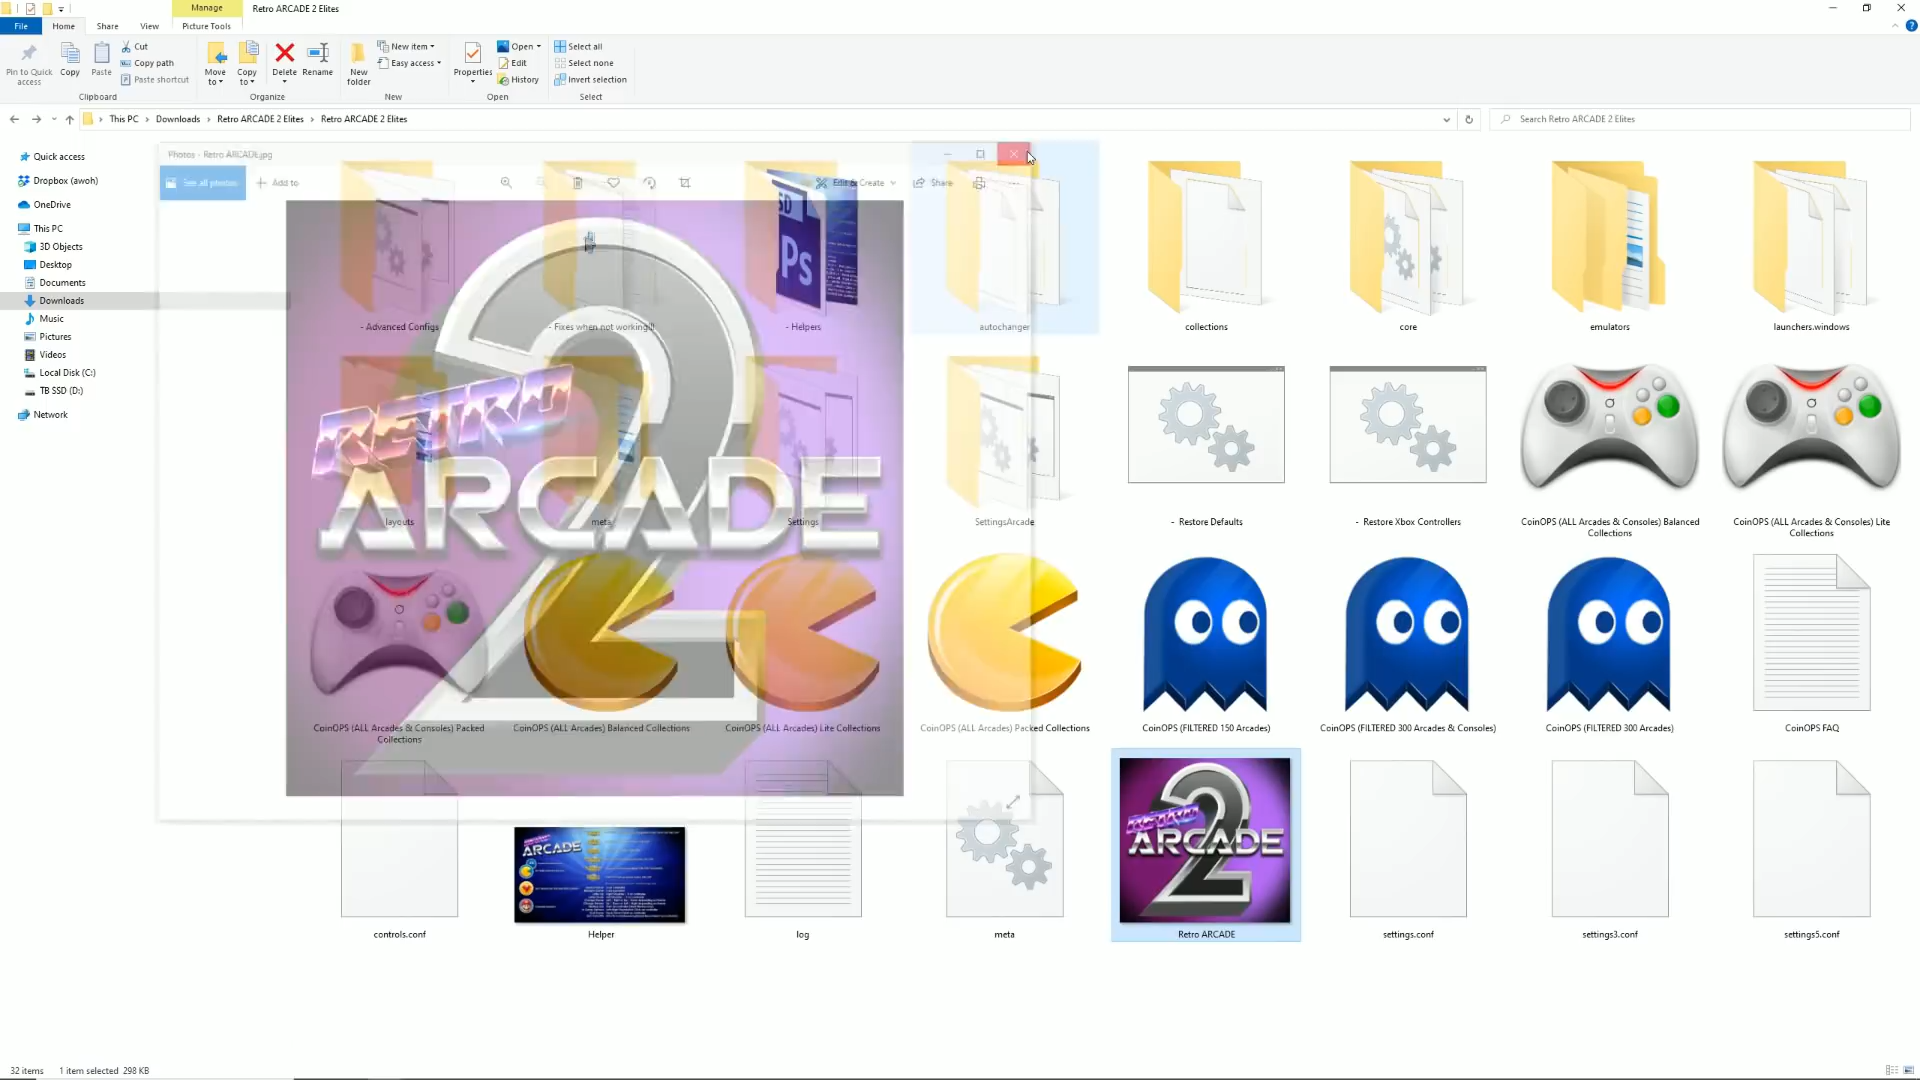 Manage
Retro ARCADE 2 Elites
File
Home
Share
View
Picture Tools
Pin to Quick access
Copy
Paste
Cut
Copy path
Paste shortcut
Move to
Copy to
Delete
Rename
New folder
New item
Easy access
Properties
Open
Edit
History
Select all
Select none
Invert selection
Clipboard
Organize
New
Open
Select
This PC
Downloads
Retro ARCADE 2 Elites
Retro ARCADE 2 Elites
Search Retro ARCADE 2 Elites
Quick access
Dropbox (awoh)
OneDrive
This PC
3D Objects
Desktop
Documents
Downloads
Music
Pictures
Videos
Local Disk (C:)
TB SSD (D:)
Network
Photos - Retro ARCADE.jpg
See all photos
Add to
Edit & Create
Share
SD
Ps
2
RETRO
ARCADE
- Advanced Configs
- Fixes when not working!!!
- Helpers
autochanger
collections
core
emulators
launchers.windows
layouts
meta
Settings
SettingsArcade
- Restore Defaults
- Restore Xbox Controllers
CoinOPS (ALL Arcades & Consoles) Balanced Collections
CoinOPS (ALL Arcades & Consoles) Lite Collections
CoinOPS (ALL Arcades & Consoles) Packed Collections
CoinOPS (ALL Arcades) Balanced Collections
CoinOPS (ALL Arcades) Lite Collections
CoinOPS (ALL Arcades) Packed Collections
CoinOPS (FILTERED 150 Arcades)
CoinOPS (FILTERED 300 Arcades & Consoles)
CoinOPS (FILTERED 300 Arcades)
CoinOPS FAQ
ARCADE
RETRO
ARCADE
2
controls.conf
Helper
log
meta
Retro ARCADE
settings.conf
settings3.conf
settings5.conf
32 items
1 item selected 298 KB